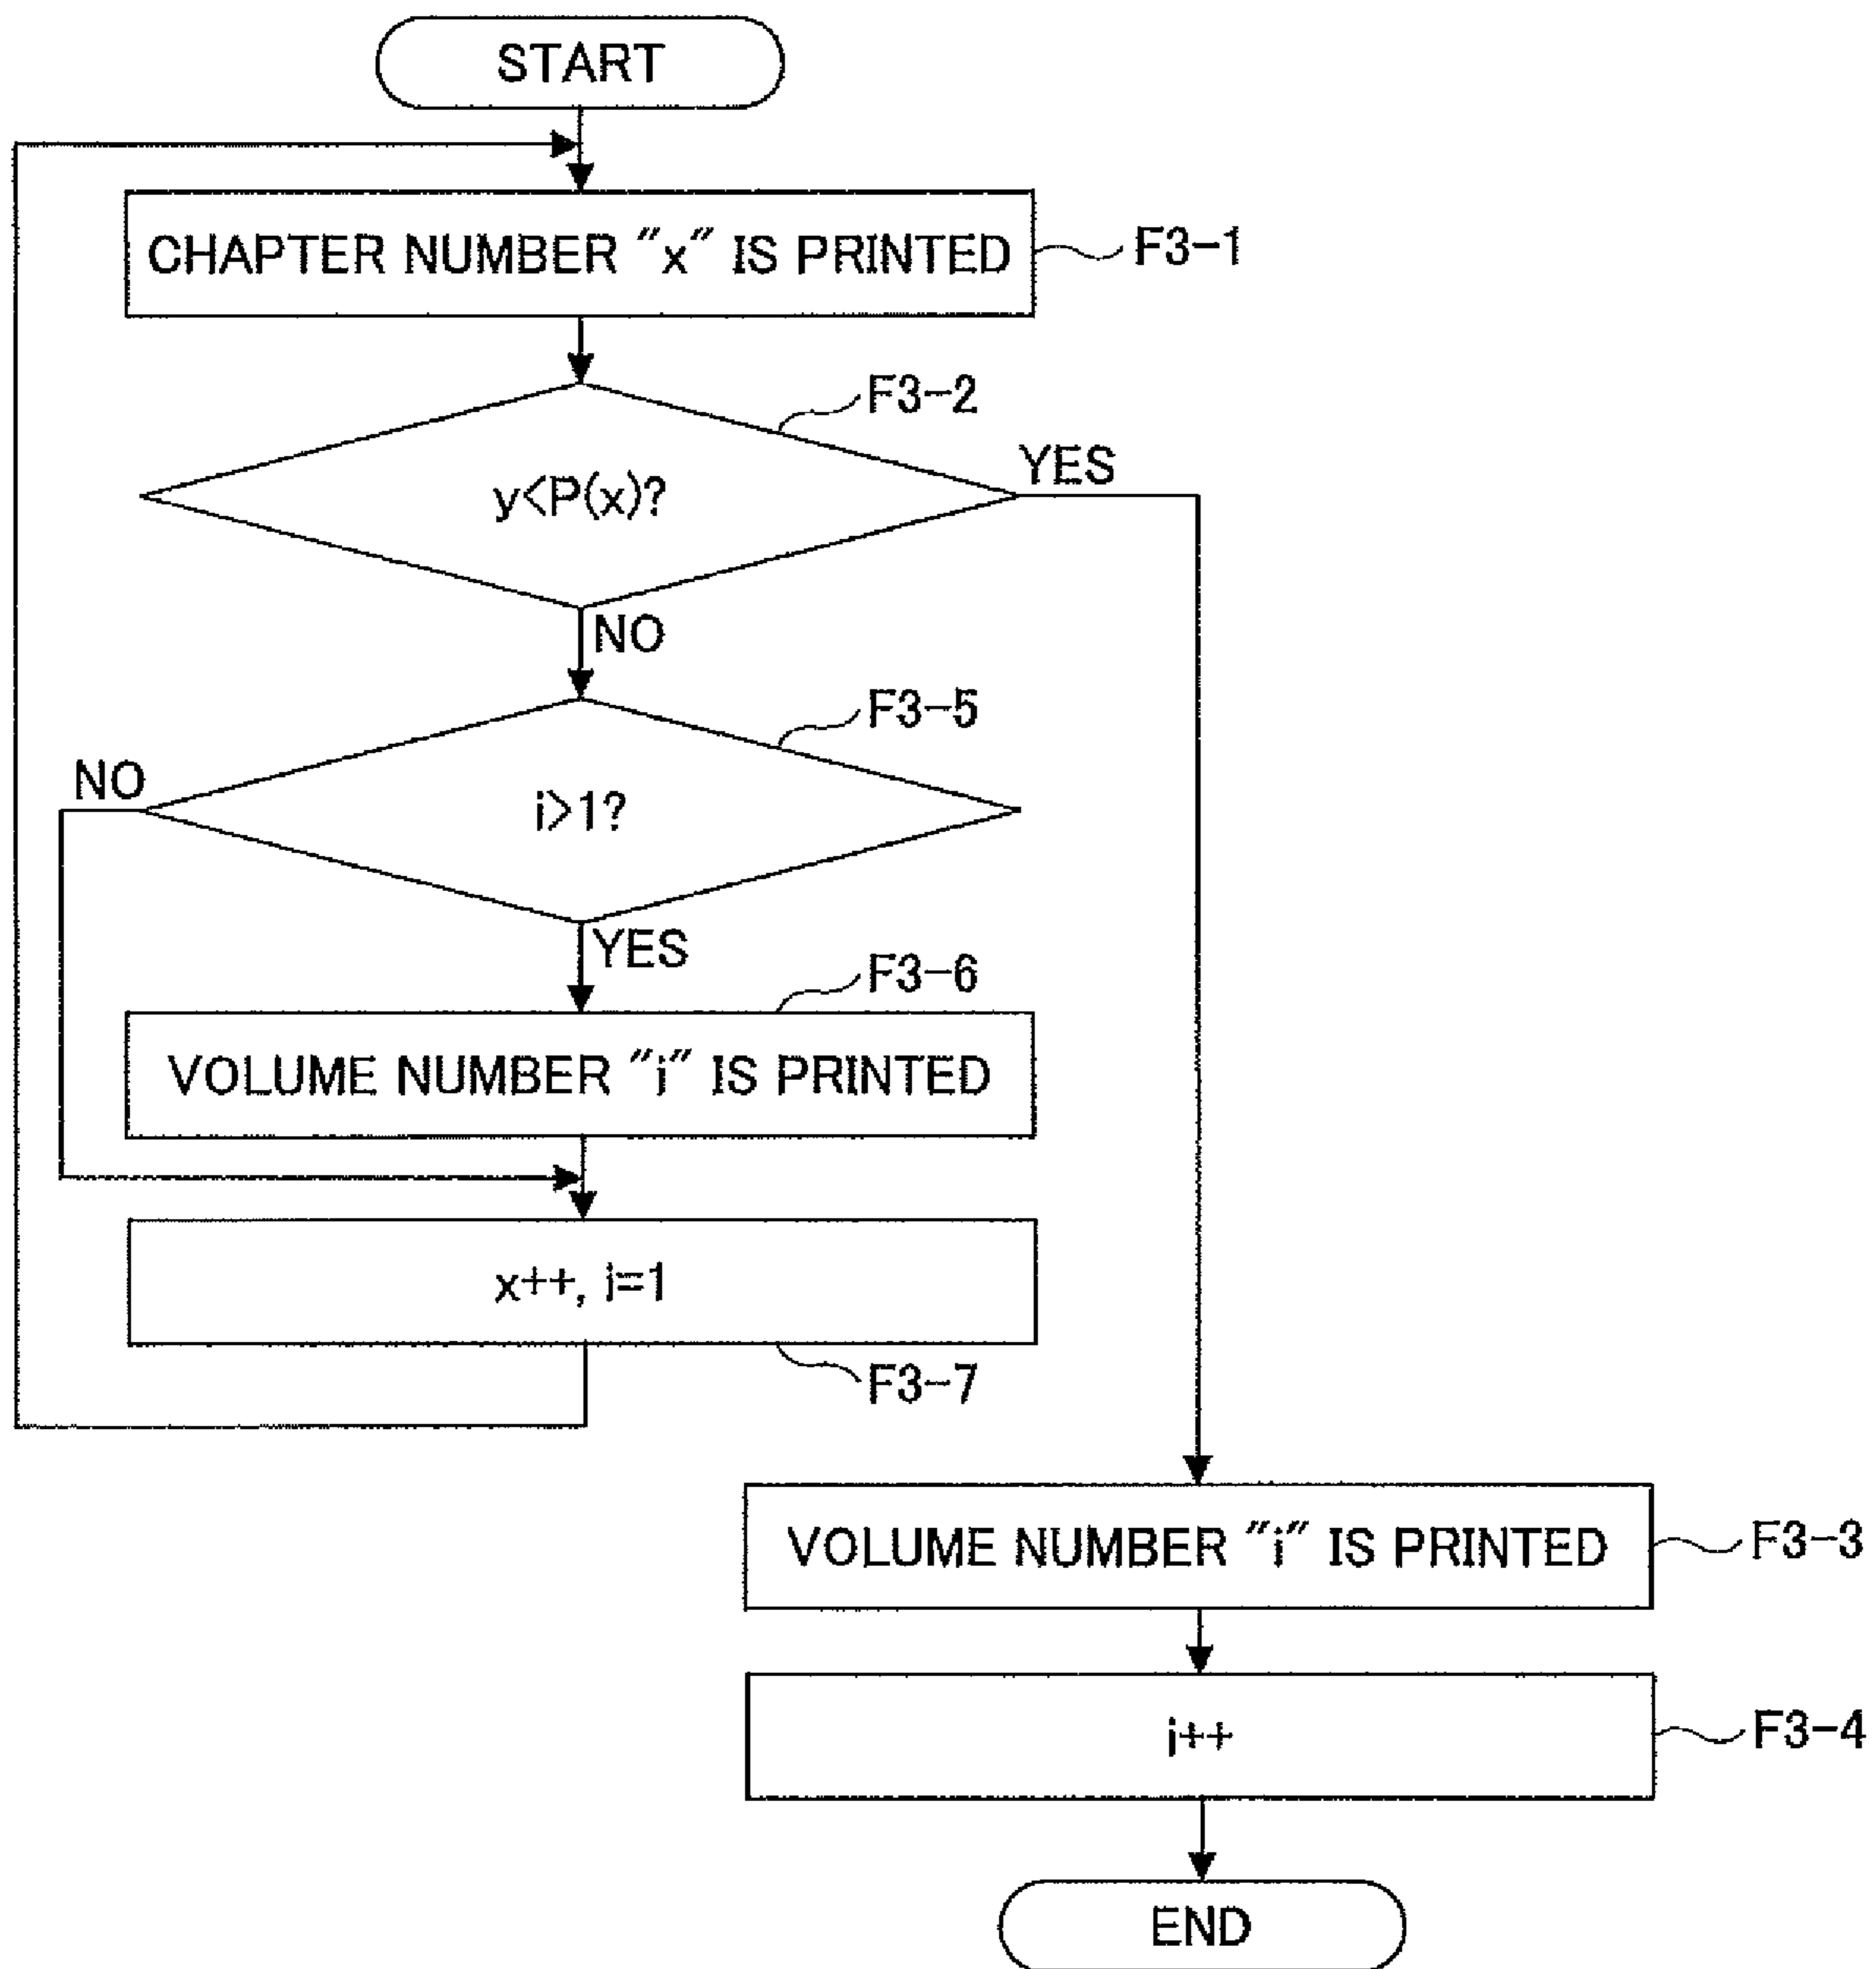 START
CHAPTER NUMBER "x" IS PRINTED
F3-1
F3-2
y<P(x)?
YES
NO
F3-5
NO
i>1?
YES
F3-6
VOLUME NUMBER "i" IS PRINTED
x++, i=1
F3-7
VOLUME NUMBER "i" IS PRINTED
F3-3
i++
F3-4
END